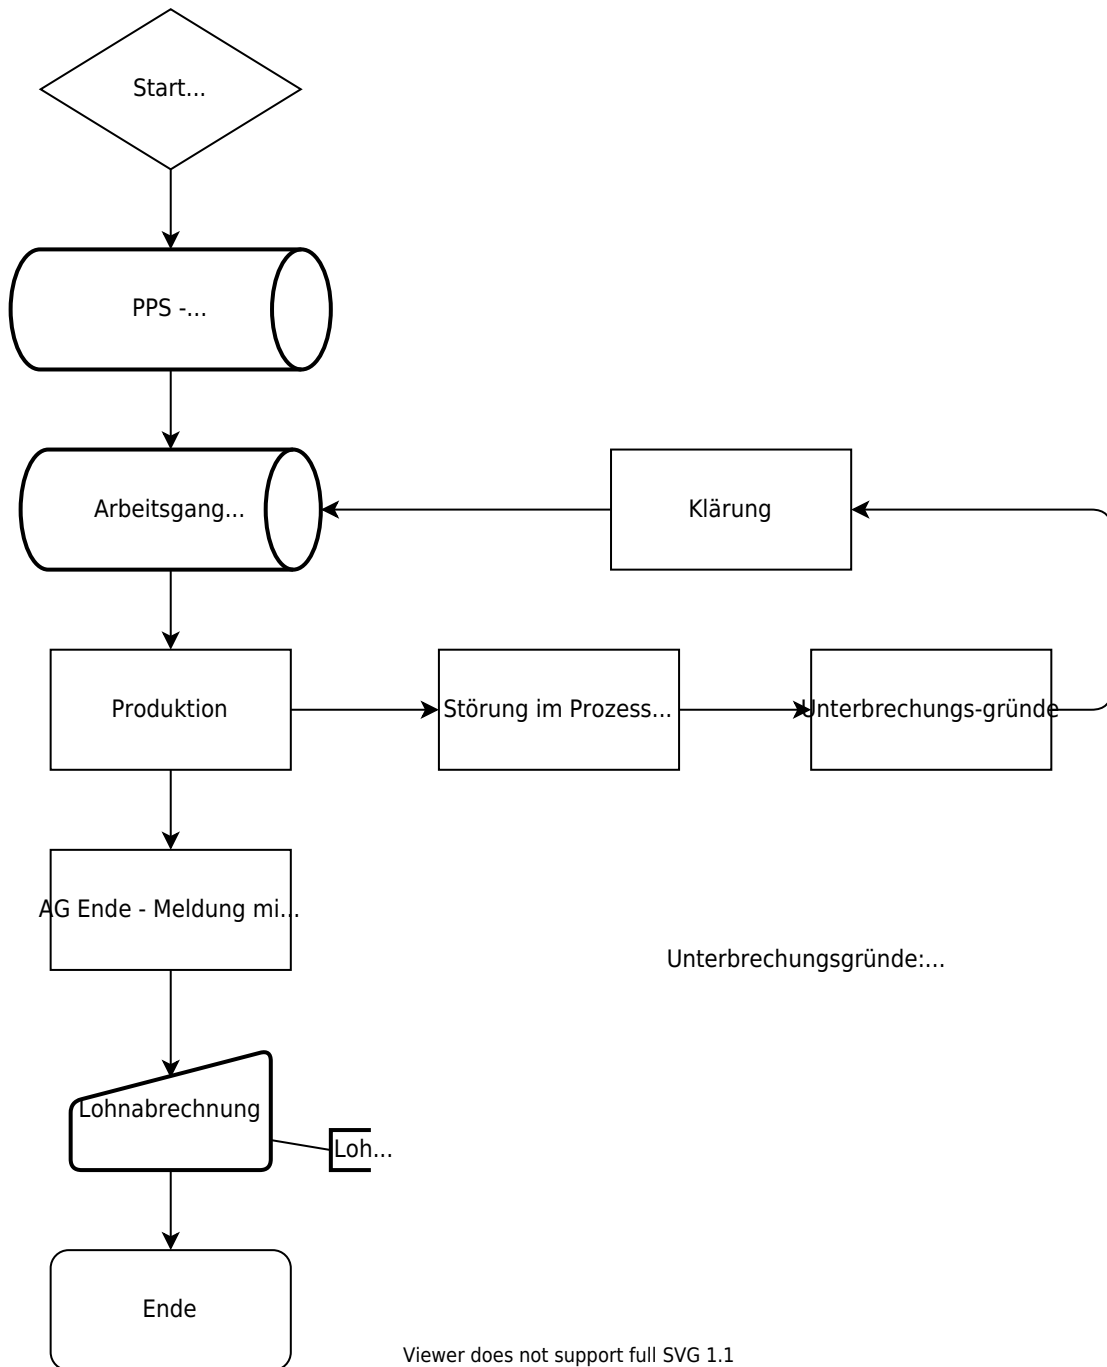 Start...
PPS -...
Arbeitsgang...
Klärung
Produktion
Störung im Prozess...
Unterbrechungs-gründe
AG Ende - Meldung mi...
Unterbrechungsgründe:...
Lohnabrechnung
Loh...
Ende
Viewer does not support full SVG 1.1